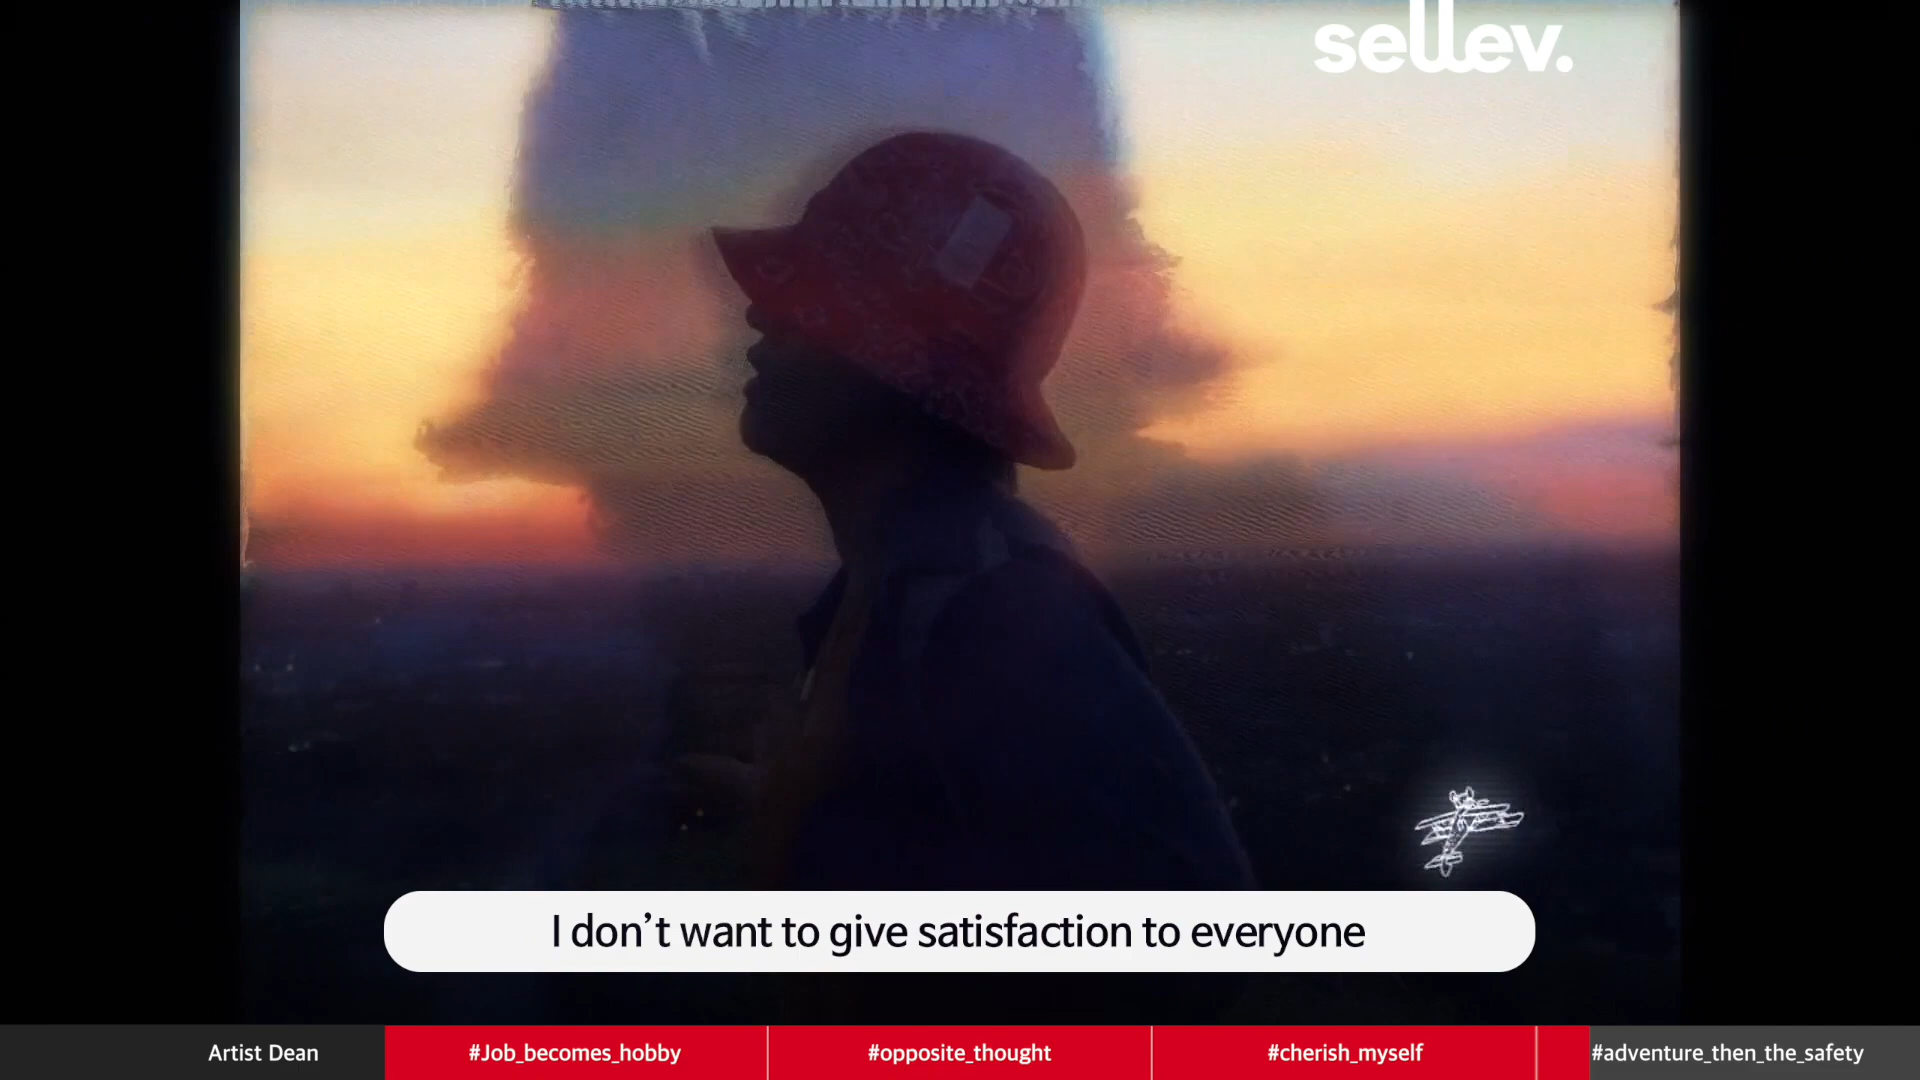 sellev.
I don't want to give satisfaction to everyone
Artist Dean
#Job_becomes_hobby
#opposite_thought
#cherish_myself
#adventure_then_the_safety